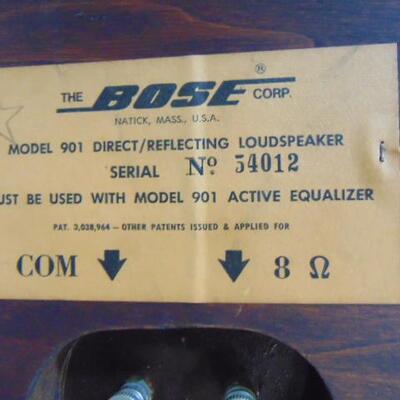 THE BOSE® CORP.
NATICK, MASS., U.S.A.
MODEL 901 DIRECT/REFLECTING LOUDSPEAKER
SERIAL Nº 54012
UST BE USED WITH MODEL 901 ACTIVE EQUALIZER
PAT. 3,038,964 — OTHER PATENTS ISSUED & APPLIED FOR
COM 8 Ω